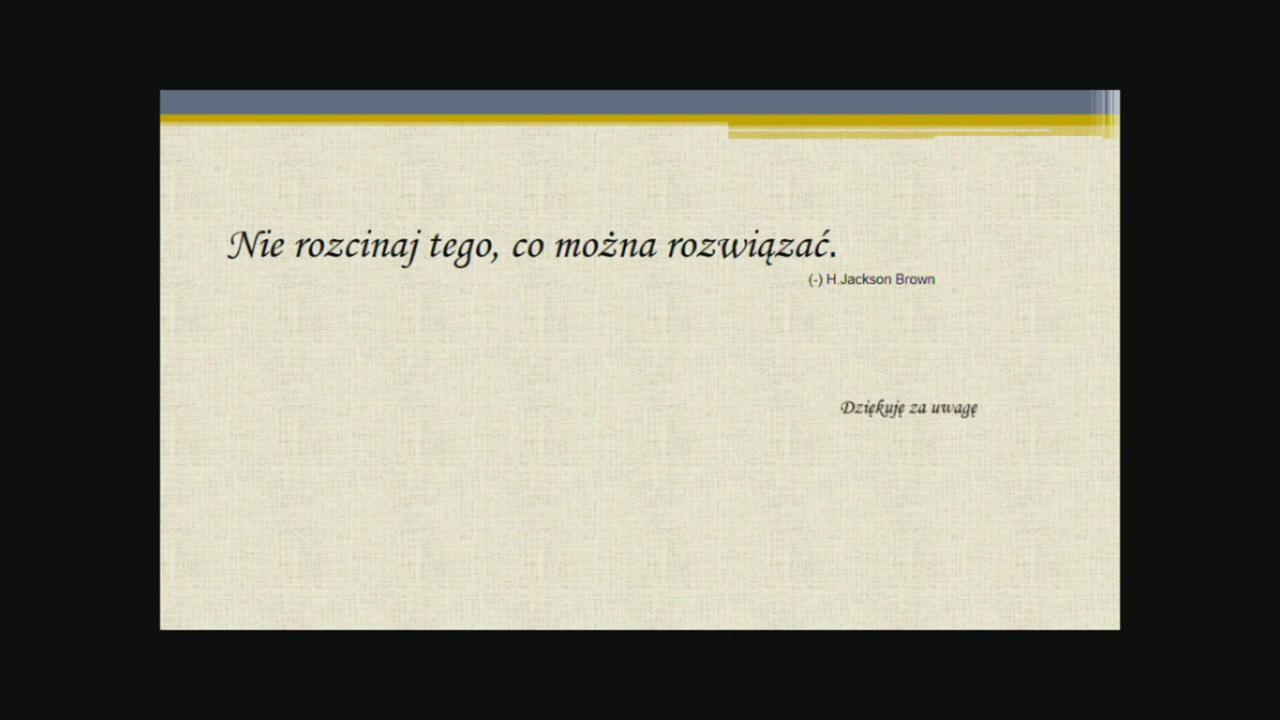 Nie rozcinaj tego, co można rozwiązać.
(-) H.Jackson Brown
Dziękuję za uwagę